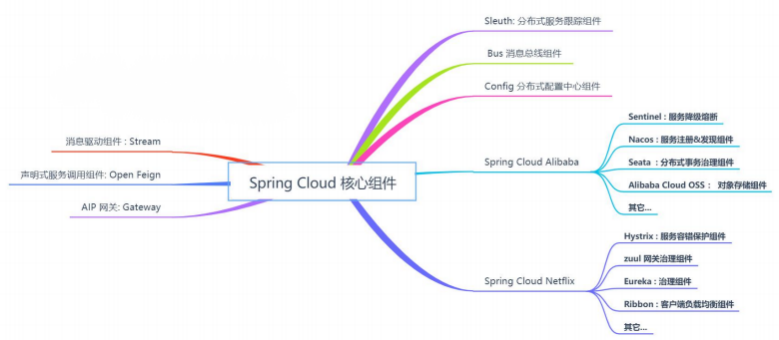 Sleuth: 分布式服务跟踪组件
Bus 消息总线组件
Config 分布式配置中心组件
消息驱动组件 : Stream
声明式服务调用组件: Open Feign
AIP 网关: Gateway
Spring Cloud 核心组件
Spring Cloud Alibaba
Sentinel : 服务降级熔断
Nacos : 服务注册&发现组件
Seata : 分布式事务治理组件
Alibaba Cloud OSS : 对象存储组件
其它...
Spring Cloud Netflix
Hystrix : 服务容错保护组件
zuul 网关治理组件
Eureka : 治理组件
Ribbon : 客户端负载均衡组件
其它...